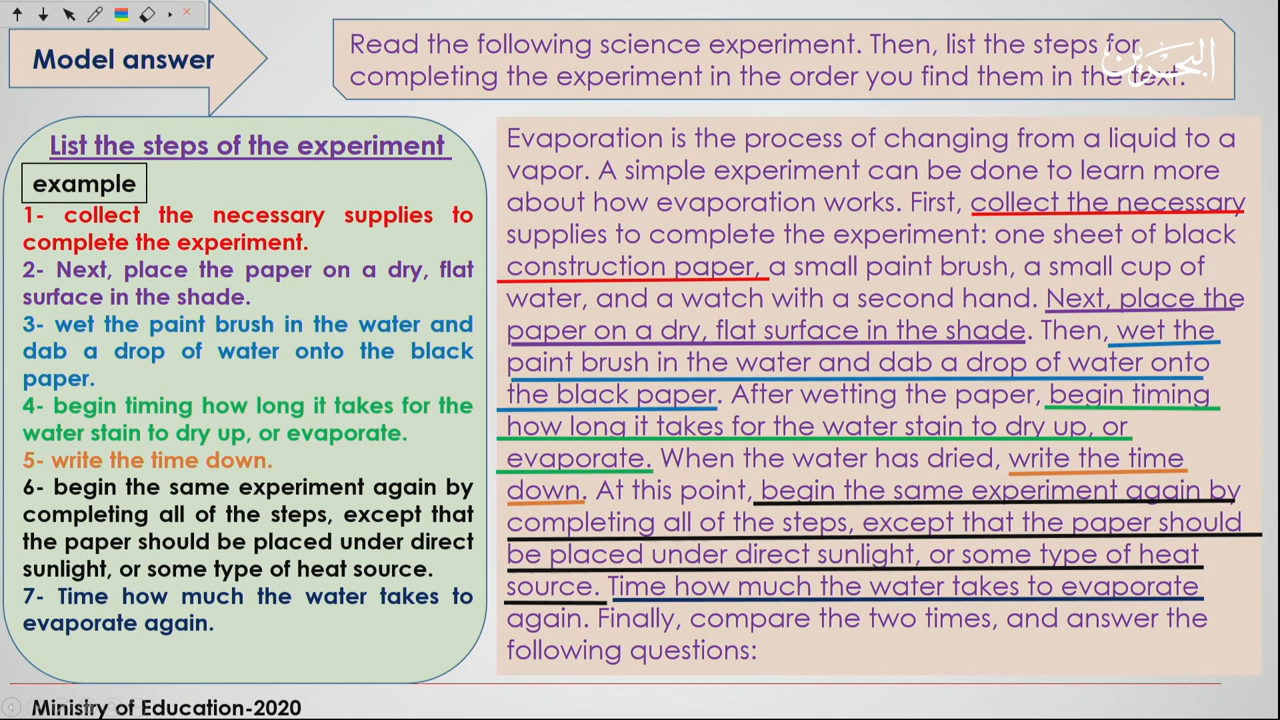 Model answer
Read the following science experiment. Then, list the steps for
completing the experiment in the order you find them in the text.
البحرين
List the steps of the experiment
example
1- collect the necessary supplies to
complete the experiment.
2- Next, place the paper on a dry, flat
surface in the shade.
3- wet the paint brush in the water and
dab a drop of water onto the black
paper.
4- begin timing how long it takes for the
water stain to dry up, or evaporate.
5- write the time down.
6- begin the same experiment again by
completing all of the steps, except that
the paper should be placed under direct
sunlight, or some type of heat source.
7- Time how much the water takes to
evaporate again.
Evaporation is the process of changing from a liquid to a
vapor. A simple experiment can be done to learn more
about how evaporation works. First, collect the necessary
supplies to complete the experiment: one sheet of black
construction paper, a small paint brush, a small cup of
water, and a watch with a second hand. Next, place the
paper on a dry, flat surface in the shade. Then, wet the
paint brush in the water and dab a drop of water onto
the black paper. After wetting the paper, begin timing
how long it takes for the water stain to dry up, or
evaporate. When the water has dried, write the time
down. At this point, begin the same experiment again by
completing all of the steps, except that the paper should
be placed under direct sunlight, or some type of heat
source. Time how much the water takes to evaporate
again. Finally, compare the two times, and answer the
following questions:
Ministry of Education-2020